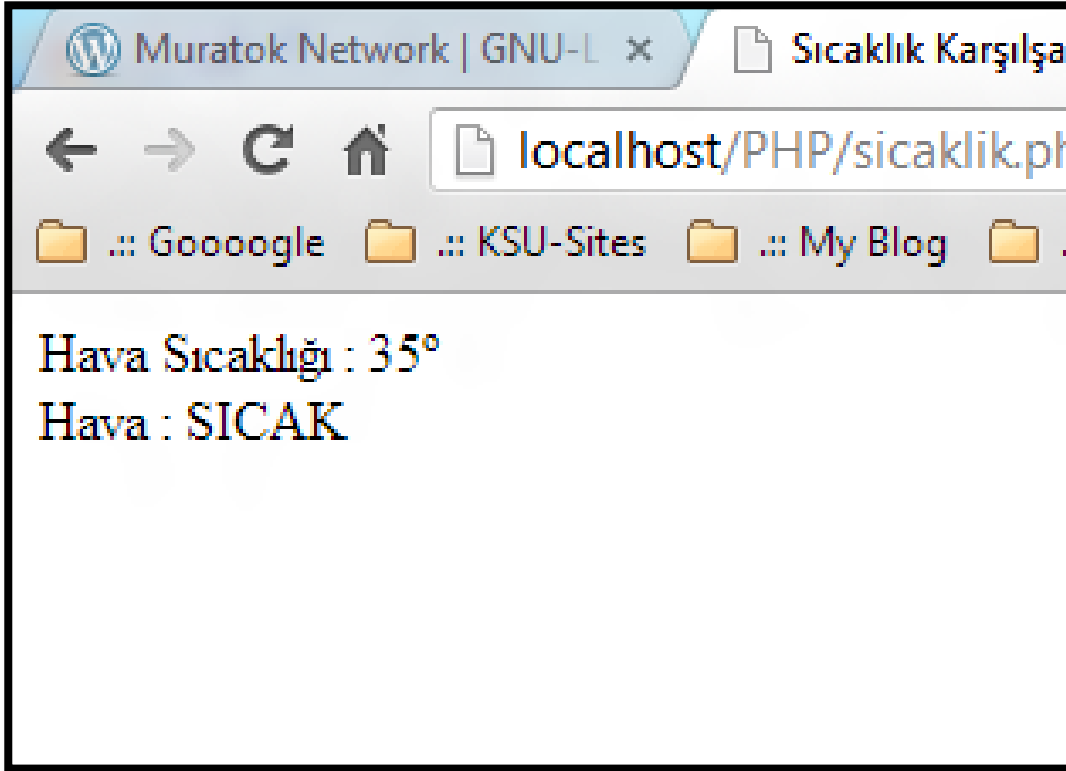 Muratok Network | GNU-L
Sıcaklık Karşılşa
localhost/PHP/sicaklik.ph
.:: Goooogle .:: KSU-Sites .:: My Blog .
Hava Sıcaklığı : 35°
Hava : SICAK